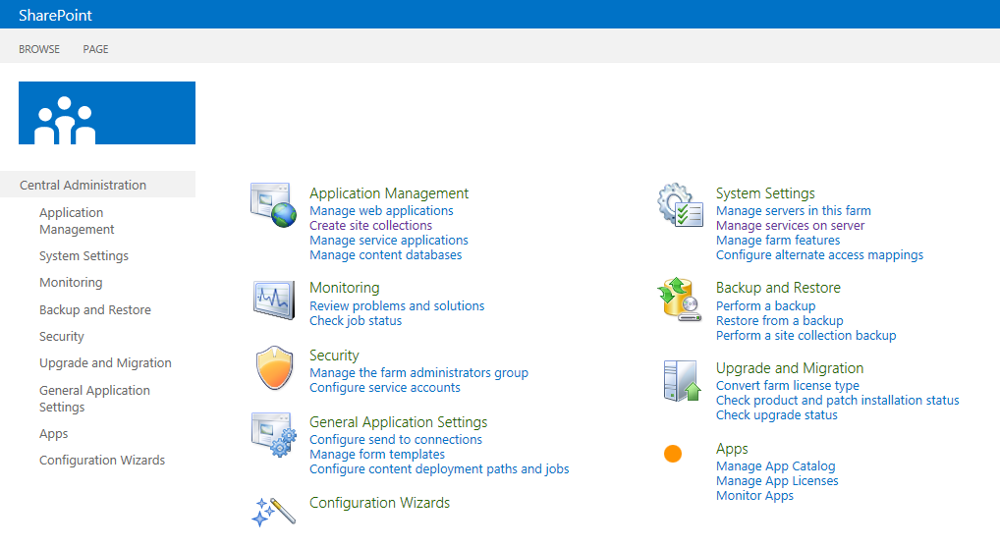 SharePoint
BROWSE PAGE
Central Administration
Application
Management
System Settings
Monitoring
Backup and Restore
Security
Upgrade and Migration
General Application
Settings
Apps
Configuration Wizards
Application Management
Manage web applications
Create site collections
Manage service applications
Manage content databases
Monitoring
Review problems and solutions
Check job status
Security
Manage the farm administrators group
Configure service accounts
General Application Settings
Configure send to connections
Manage form templates
Configure content deployment paths and jobs
Configuration Wizards
System Settings
Manage servers in this farm
Manage services on server
Manage farm features
Configure alternate access mappings
Backup and Restore
Perform a backup
Restore from a backup
Perform a site collection backup
Upgrade and Migration
Convert farm license type
Check product and patch installation status
Check upgrade status
Apps
Manage App Catalog
Manage App Licenses
Monitor Apps